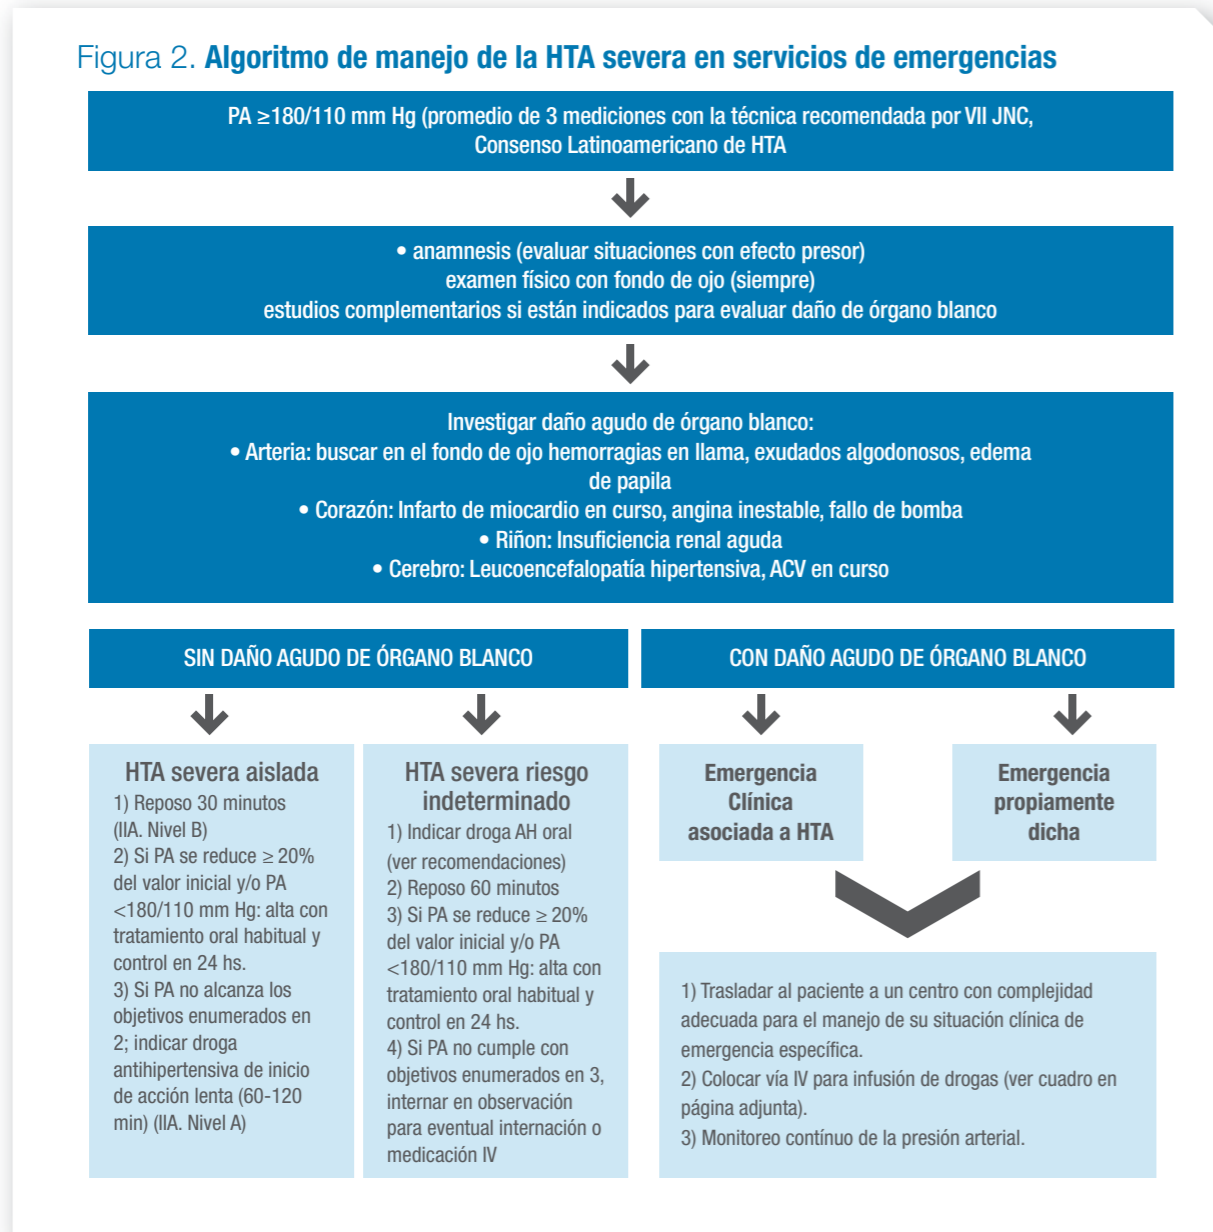 Figura 2. Algoritmo de manejo de la HTA severa en servicios de emergencias
PA ≥180/110 mm Hg (promedio de 3 mediciones con la técnica recomendada por VII JNC,
Consenso Latinoamericano de HTA
• anamnesis (evaluar situaciones con efecto presor)
examen físico con fondo de ojo (siempre)
estudios complementarios si están indicados para evaluar daño de órgano blanco
Investigar daño agudo de órgano blanco:
• Arteria: buscar en el fondo de ojo hemorragias en llama, exudados algodonosos, edema
de papila
• Corazón: Infarto de miocardio en curso, angina inestable, fallo de bomba
• Riñon: Insuficiencia renal aguda
• Cerebro: Leucoencefalopatía hipertensiva, ACV en curso
SIN DAÑO AGUDO DE ÓRGANO BLANCO
CON DAÑO AGUDO DE ÓRGANO BLANCO
HTA severa aislada
1) Reposo 30 minutos
(IIA. Nivel B)
2) Si PA se reduce ≥ 20%
del valor inicial y/o PA
<180/110 mm Hg: alta con
tratamiento oral habitual y
control en 24 hs.
3) Si PA no alcanza los
objetivos enumerados en
2; indicar droga
antihipertensiva de inicio
de acción lenta (60-120
min) (IIA. Nivel A)
HTA severa riesgo
indeterminado
1) Indicar droga AH oral
(ver recomendaciones)
2) Reposo 60 minutos
3) Si PA se reduce ≥ 20%
del valor inicial y/o PA
<180/110 mm Hg: alta con
tratamiento oral habitual y
control en 24 hs.
4) Si PA no cumple con
objetivos enumerados en 3,
internar en observación
para eventual internación o
medicación IV
Emergencia
Clínica
asociada a HTA
Emergencia
propiamente
dicha
1) Trasladar al paciente a un centro con complejidad
adecuada para el manejo de su situación clínica de
emergencia específica.
2) Colocar vía IV para infusión de drogas (ver cuadro en
página adjunta).
3) Monitoreo contínuo de la presión arterial.